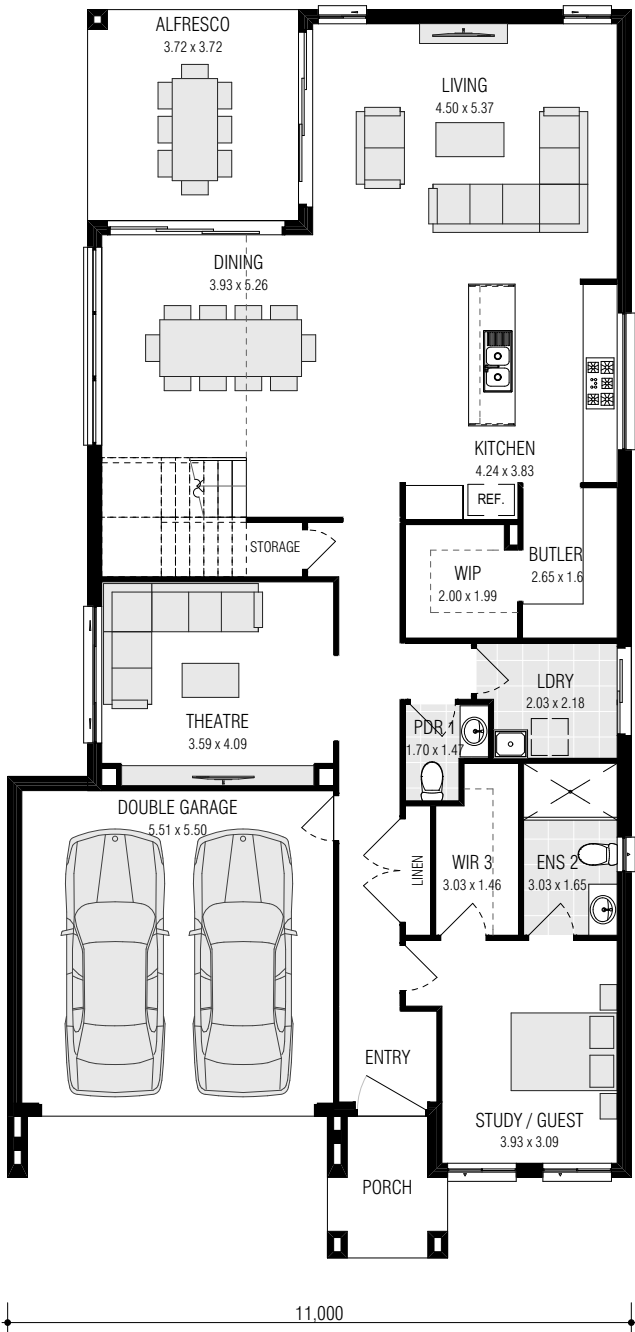 ALFRESCO
3.72 x 3.72
LIVING
4.50 x 5.37
DINING
3.93 x 5.26
KITCHEN
4.24 x 3.83
REF.
STORAGE
WIP
2.00 x 1.99
BUTLER
2.65 x 1.6
LDRY
2.03 x 2.18
THEATRE
3.59 x 4.09
PDR 1
1.70 x 1.47
DOUBLE GARAGE
5.51 x 5.50
LINEN
WIR 3
3.03 x 1.46
ENS 2
3.03 x 1.65
ENTRY
STUDY / GUEST
3.93 x 3.09
PORCH
11,000